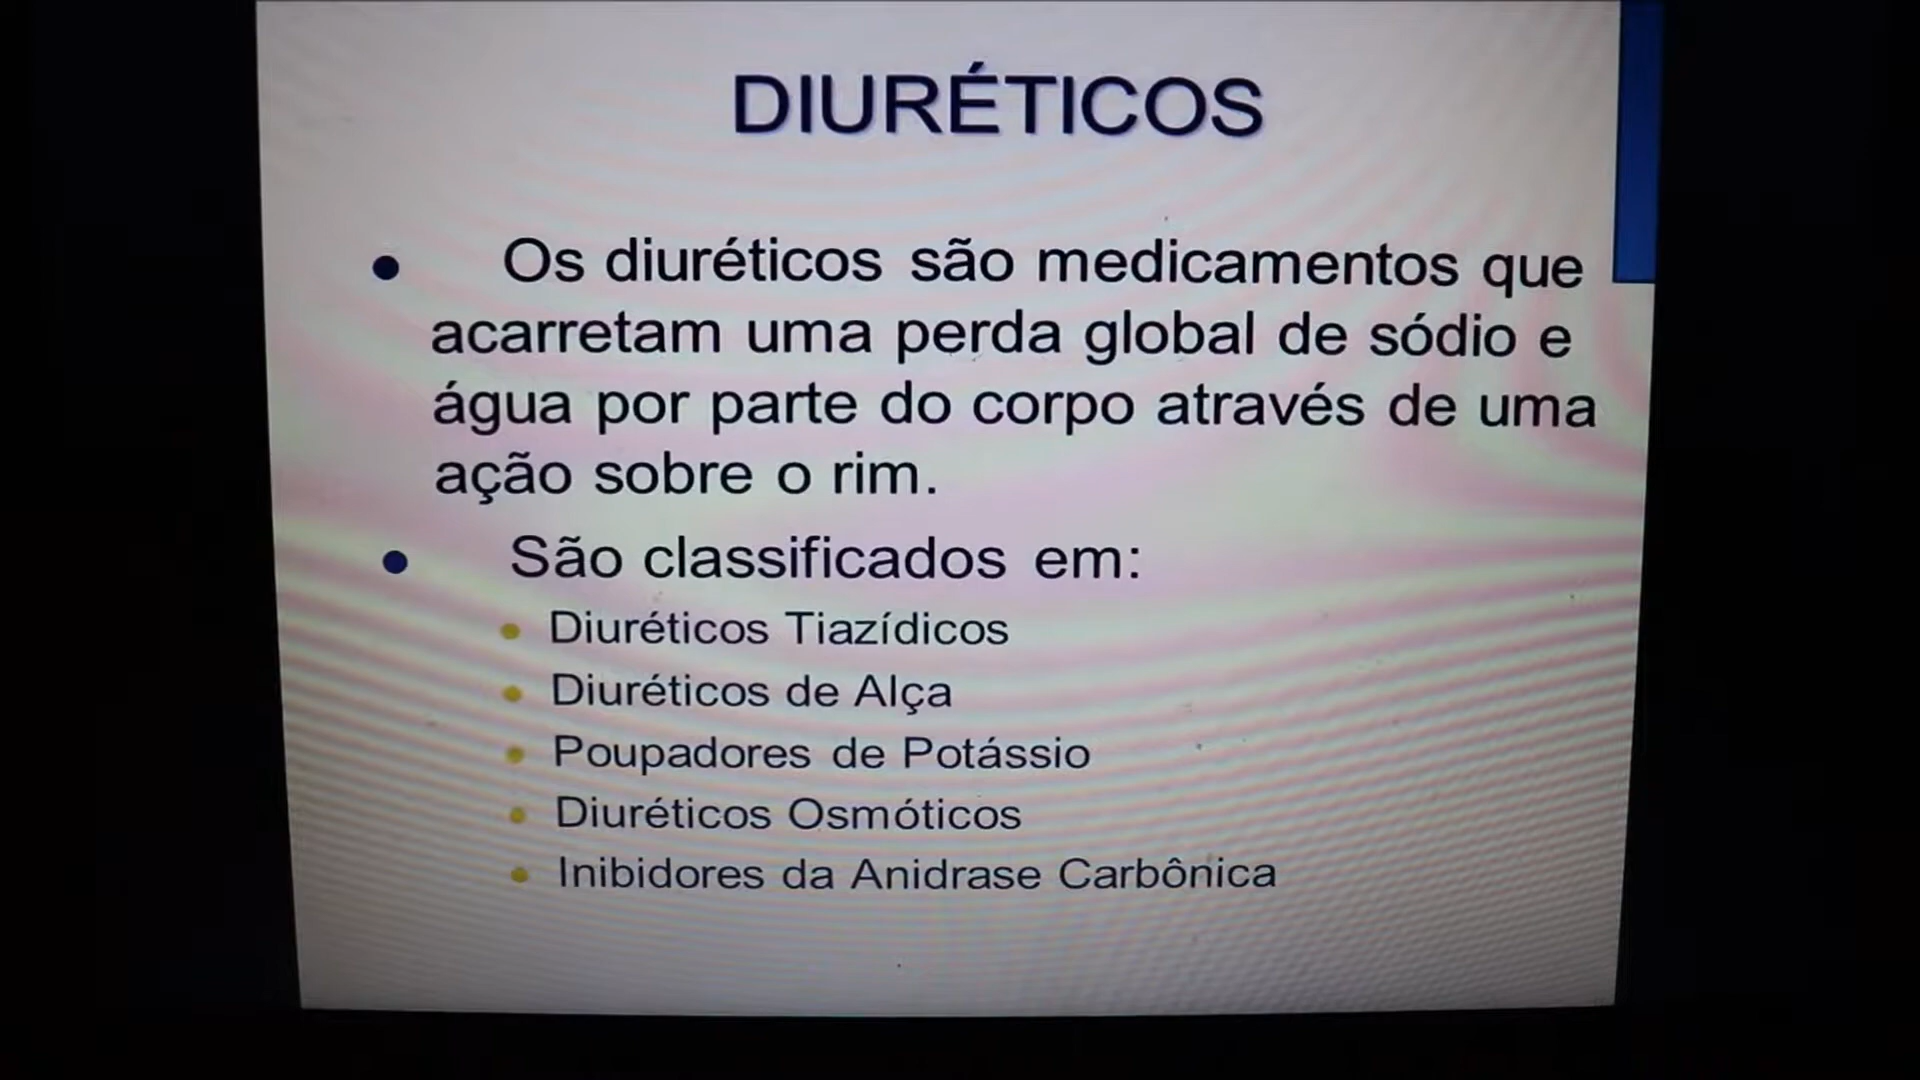 DIURÉTICOS
Os diuréticos são medicamentos que
acarretam uma perda global de sódio e
água por parte do corpo através de uma
ação sobre o rim.
São classificados em:
Diuréticos Tiazídicos
Diuréticos de Alça
Poupadores de Potássio
Diuréticos Osmóticos
Inibidores da Anidrase Carbônica